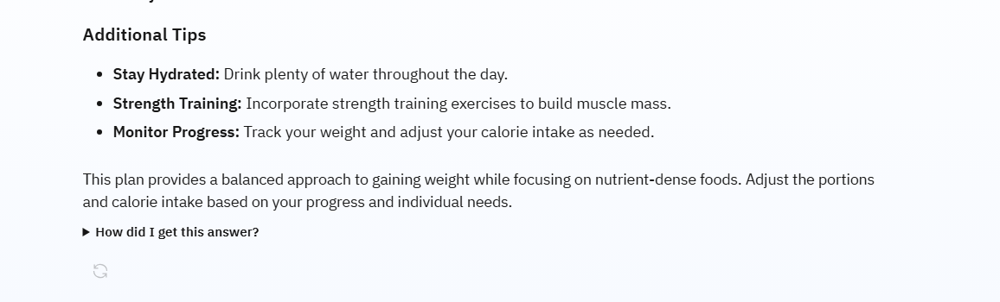 Additional Tips
Stay Hydrated: Drink plenty of water throughout the day.
Strength Training: Incorporate strength training exercises to build muscle mass.
Monitor Progress: Track your weight and adjust your calorie intake as needed.
This plan provides a balanced approach to gaining weight while focusing on nutrient-dense foods. Adjust the portions
and calorie intake based on your progress and individual needs.
How did I get this answer?